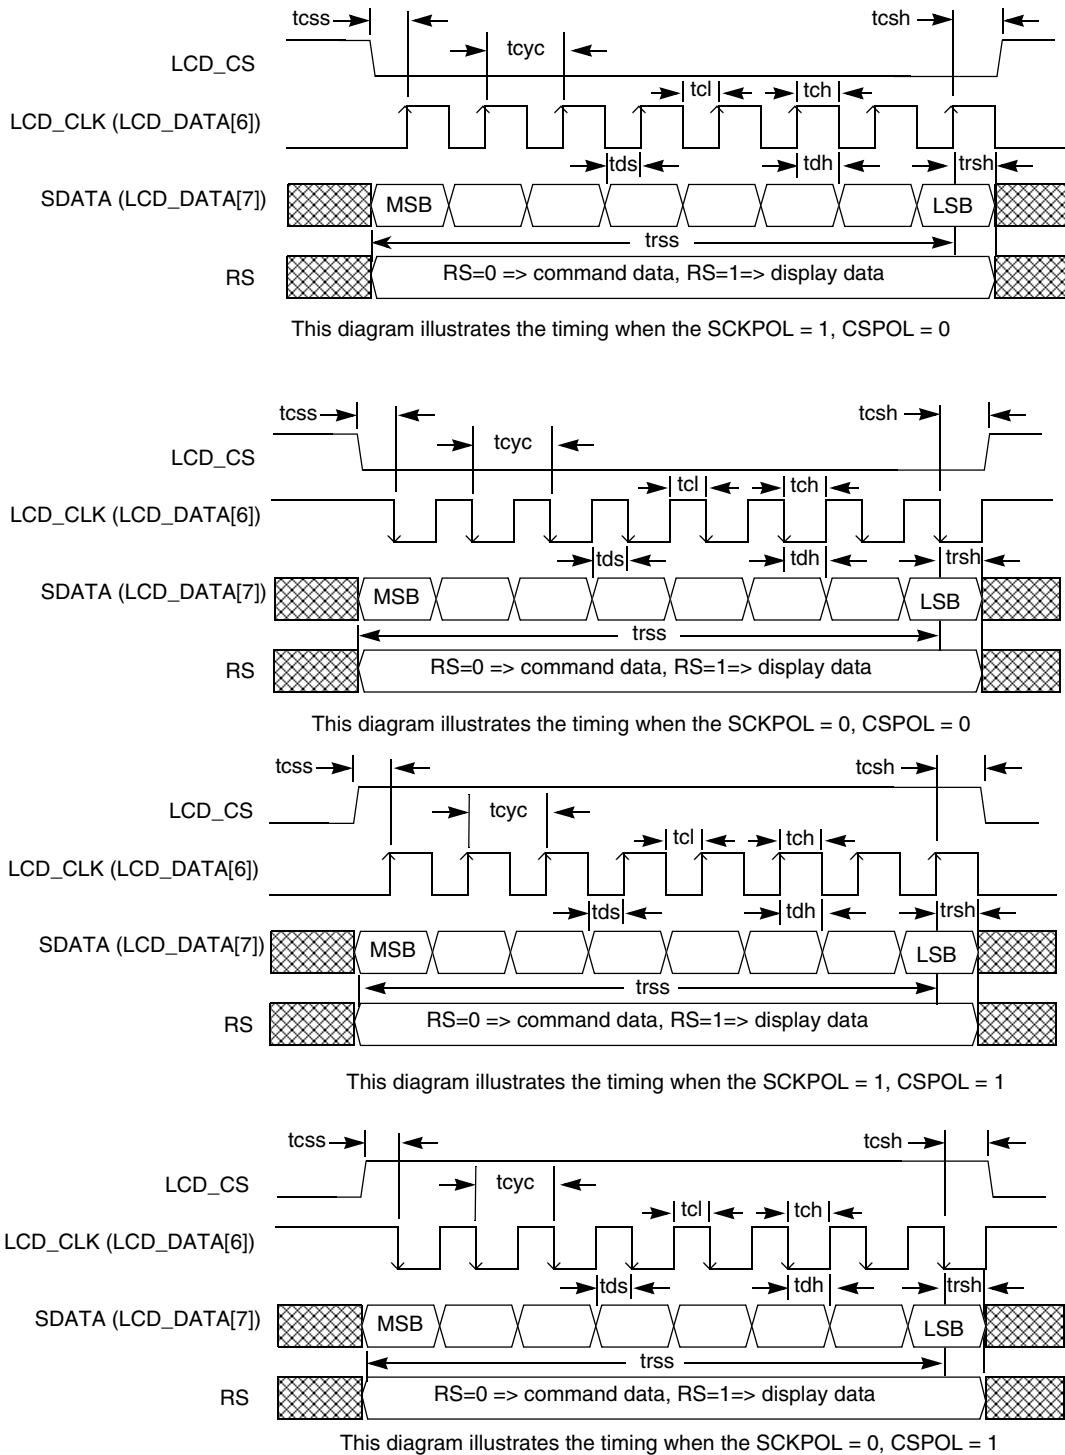 tcss
tcsh
LCD_CS
tcyc
tcl
tch
LCD_CLK (LCD_DATA[6])
tds
tdh
trsh
SDATA (LCD_DATA[7])
MSB
LSB
trss
RS
RS=0 => command data, RS=1=> display data
This diagram illustrates the timing when the SCKPOL = 1, CSPOL = 0
tcss
tcsh
LCD_CS
tcyc
tcl
tch
LCD_CLK (LCD_DATA[6])
tds
tdh
trsh
SDATA (LCD_DATA[7])
MSB
LSB
trss
RS
RS=0 => command data, RS=1=> display data
This diagram illustrates the timing when the SCKPOL = 0, CSPOL = 0
tcss
tcsh
LCD_CS
tcyc
tcl
tch
LCD_CLK (LCD_DATA[6])
tds
tdh
trsh
SDATA (LCD_DATA[7])
MSB
LSB
trss
RS
RS=0 => command data, RS=1=> display data
This diagram illustrates the timing when the SCKPOL = 1, CSPOL = 1
tcss
tcsh
LCD_CS
tcyc
tcl
tch
LCD_CLK (LCD_DATA[6])
tds
tdh
trsh
SDATA (LCD_DATA[7])
MSB
LSB
trss
RS
RS=0 => command data, RS=1=> display data
This diagram illustrates the timing when the SCKPOL = 0, CSPOL = 1